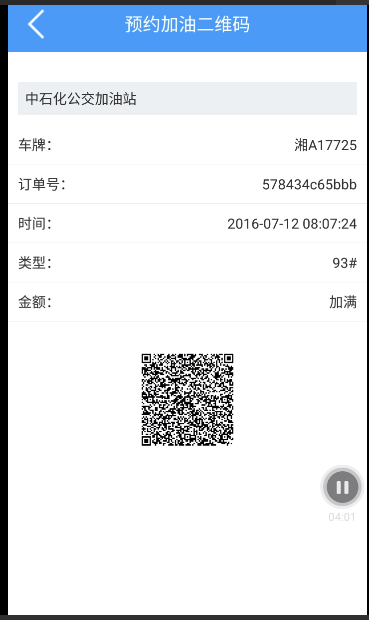 预约加油二维码
中石化公交加油站
车牌： 湘A17725
订单号： 578434c65bbb
时间： 2016-07-12 08:07:24
类型： 93#
金额： 加满
04:01